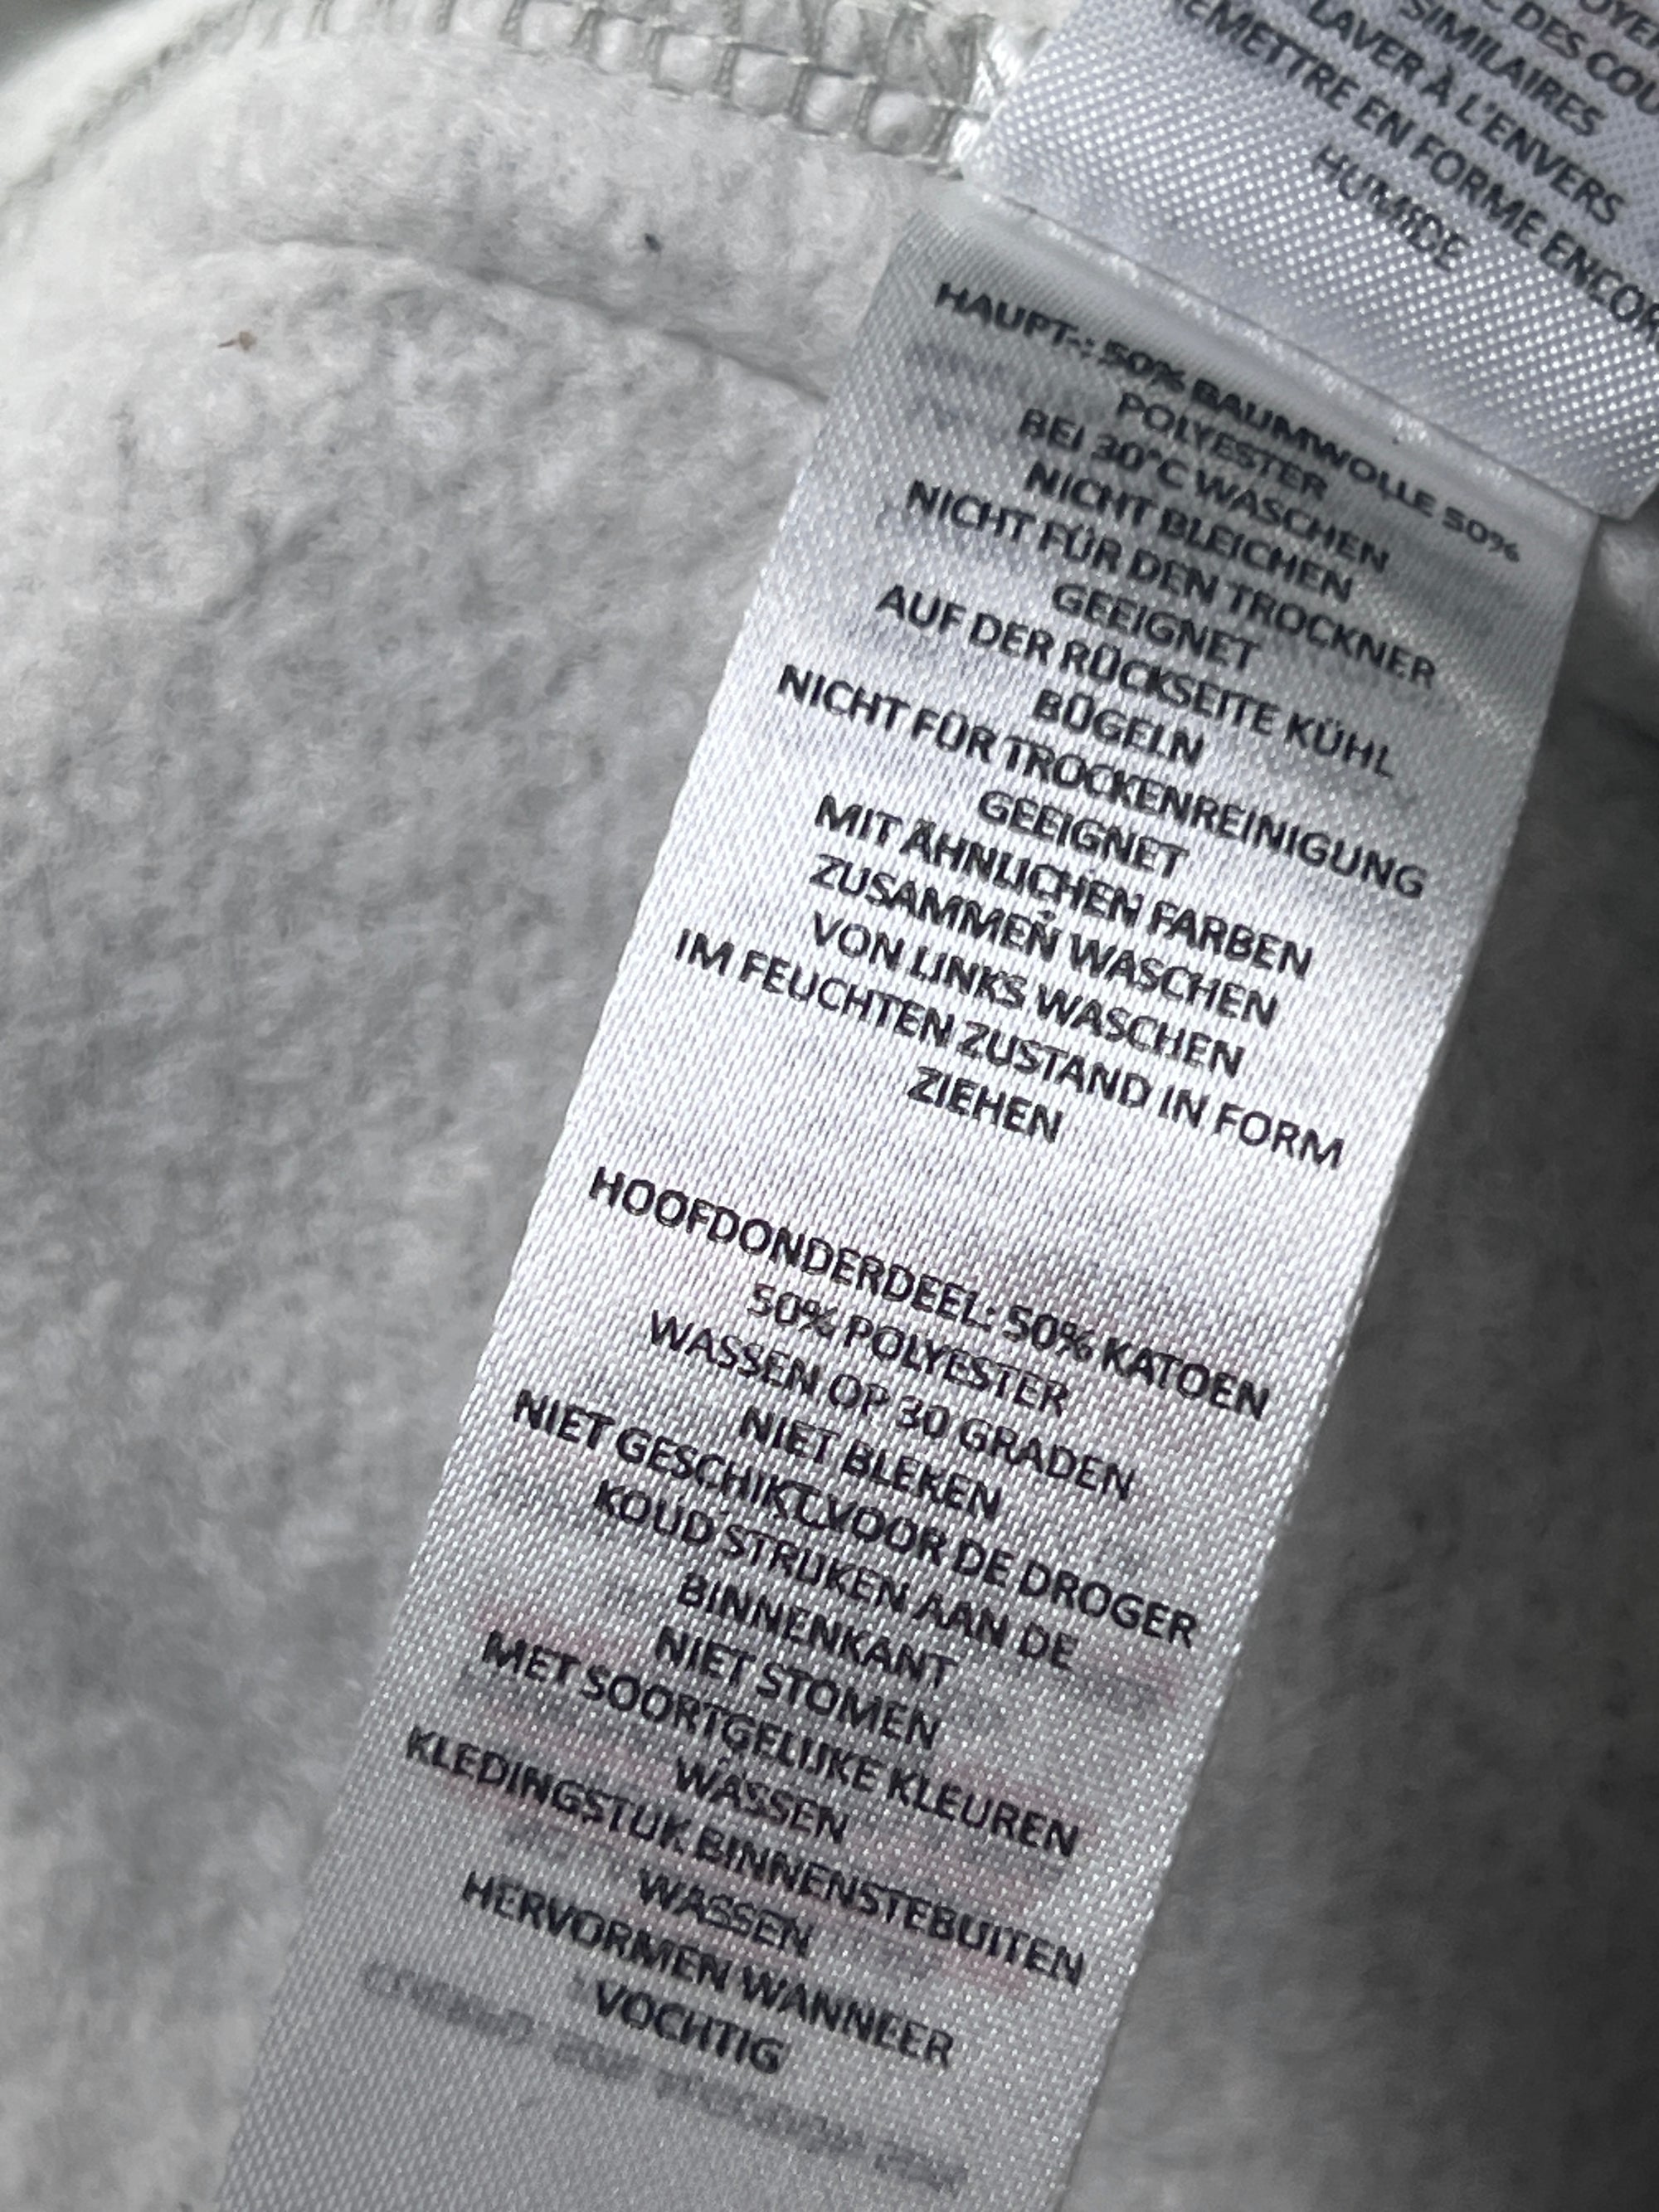 DES COU
SIMILAIRES
LAVER À L'ENVERS
REMETTRE EN FORME ENCOR
HUMIDE
HAUPT-: 50% BAUMWOLLE 50%
POLYESTER
BEI 30°C WASCHEN
NICHT BLEICHEN
NICHT FÜR DEN TROCKNER
GEEIGNET
AUF DER RÜCKSEITE KÜHL
BÜGELN
NICHT FÜR TROCKENREINIGUNG
GEEIGNET
MIT ÄHNLICHEN FARBEN
ZUSAMMEN WASCHEN
VON LINKS WASCHEN
IM FEUCHTEN ZUSTAND IN FORM
ZIEHEN
HOOFDONDERDEEL: 50% KATOEN
50% POLYESTER
WASSEN OP 30 GRADEN
NIET BLEKEN
NIET GESCHIKT VOOR DE DROGER
KOUD STRIJKEN AAN DE
BINNENKANT
NIET STOMEN
MET SOORTGELIJKE KLEUREN
WASSEN
KLEDINGSTUK BINNENSTEBUITEN
WASSEN
HERVORMEN WANNEER
VOCHTIG